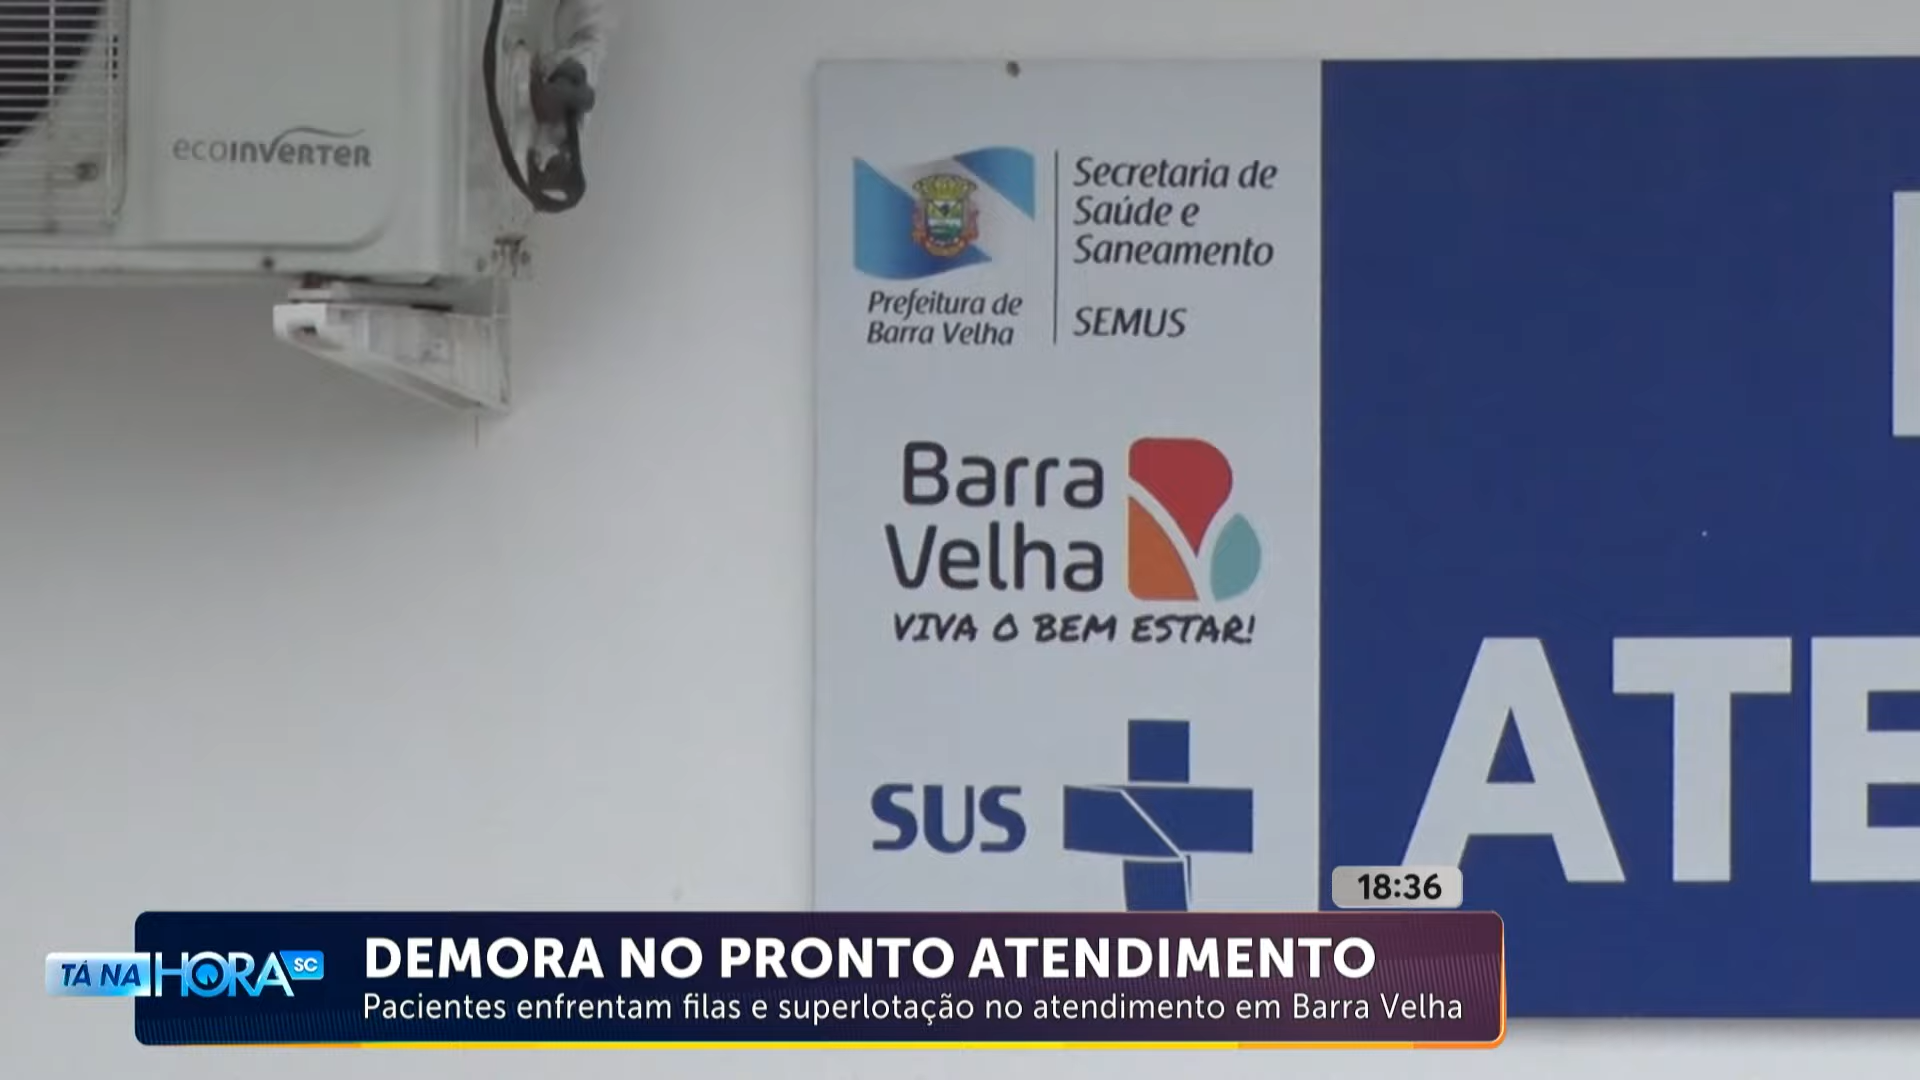 ecoinverter
Secretaria de
Saúde e
Saneamento
SEMUS
Prefeitura de
Barra Velha
Barra
Velha
VIVA O BEM ESTAR!
SUS
ATE
18:36
TÁ NA HORA SC
DEMORA NO PRONTO ATENDIMENTO
Pacientes enfrentam filas e superlotação no atendimento em Barra Velha